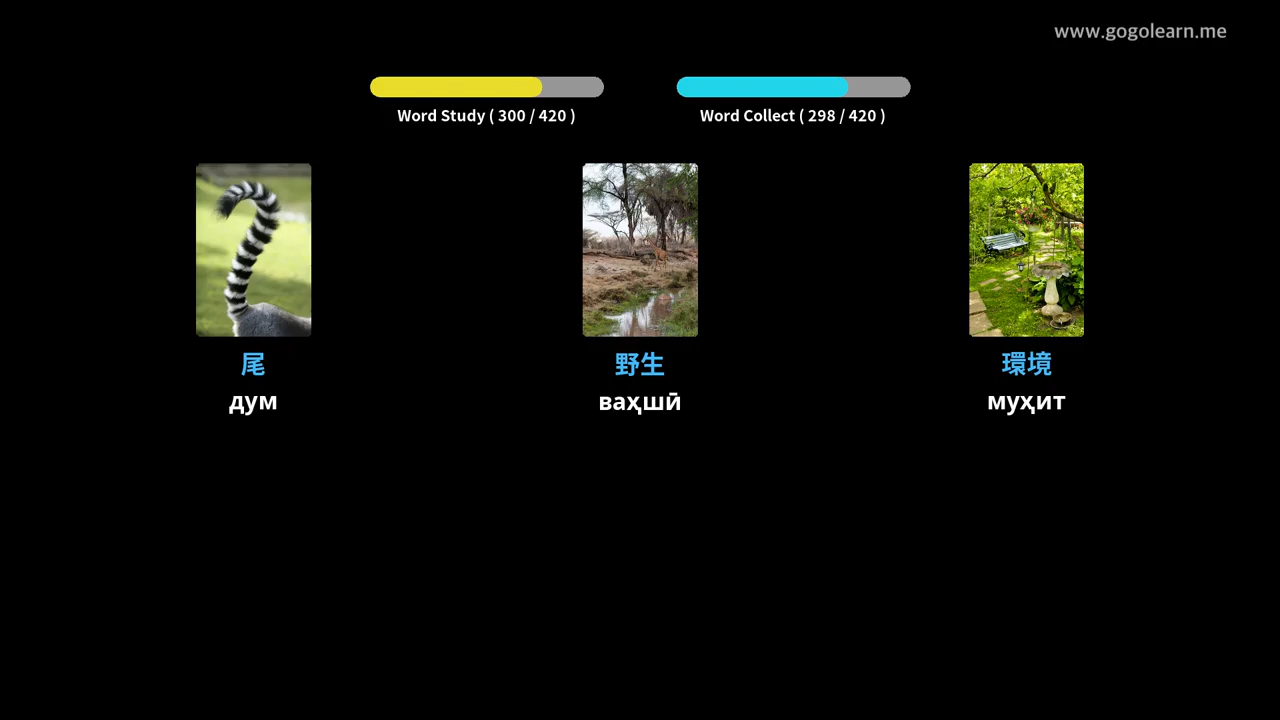 www.gogolearn.me
Word Study ( 300 / 420 )
Word Collect ( 298 / 420 )
尾
野生
環境
дум
ваҳшӣ
муҳит